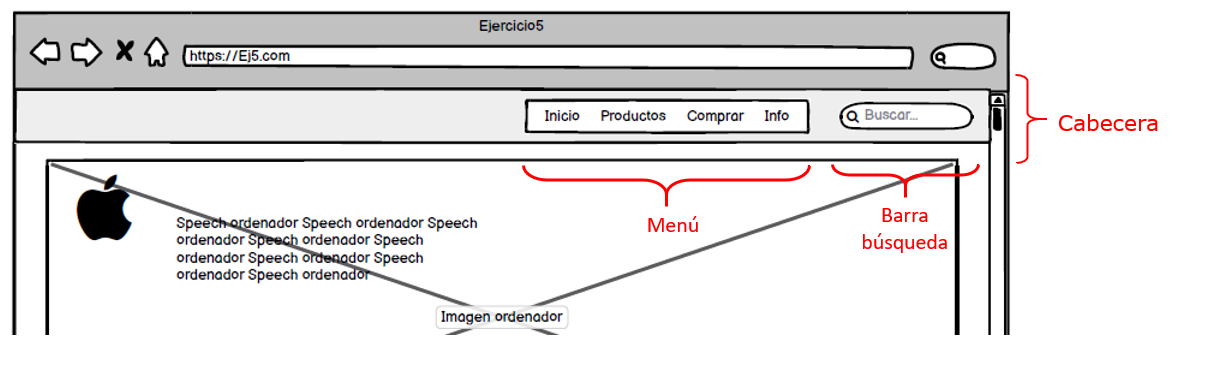 Ejercicio5
https://Ej5.com
Inicio Productos Comprar Info
Buscar...
Cabecera
Menú
Barra
búsqueda
Speech ordenador Speech ordenador Speech
ordenador Speech ordenador Speech
ordenador Speech ordenador Speech
ordenador Speech ordenador
Imagen ordenador